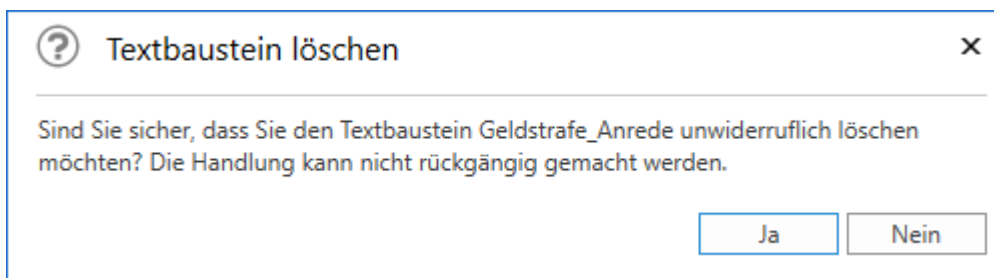 Textbaustein löschen
Sind Sie sicher, dass Sie den Textbaustein Geldstrafe_Anrede unwiderruflich löschen
möchten? Die Handlung kann nicht rückgängig gemacht werden.
Ja Nein